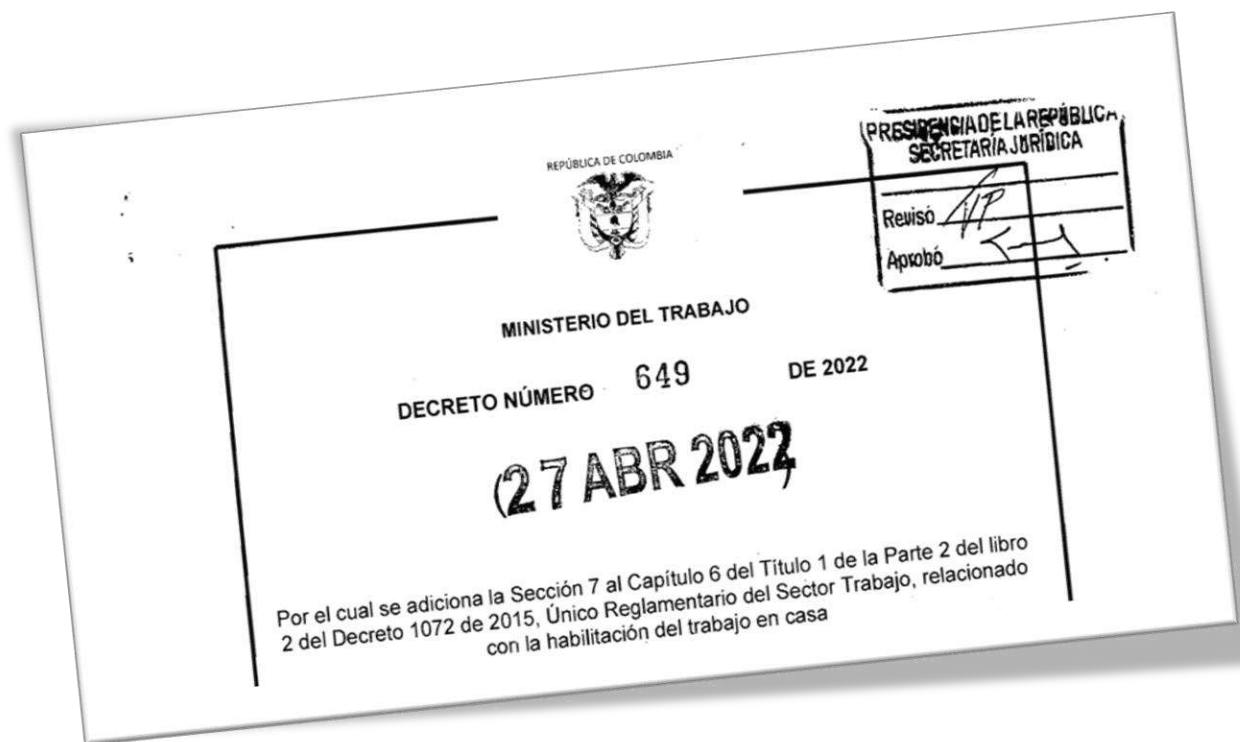 REPÚBLICA DE COLOMBIA
PRESIDENCIA DE LA REPÚBLICA
SECRETARÍA JURÍDICA
Revisó
Aprobó
MINISTERIO DEL TRABAJO
DECRETO NÚMERO 649 DE 2022
(27 ABR 2022)
Por el cual se adiciona la Sección 7 al Capítulo 6 del Título 1 de la Parte 2 del libro
2 del Decreto 1072 de 2015, Único Reglamentario del Sector Trabajo, relacionado
con la habilitación del trabajo en casa